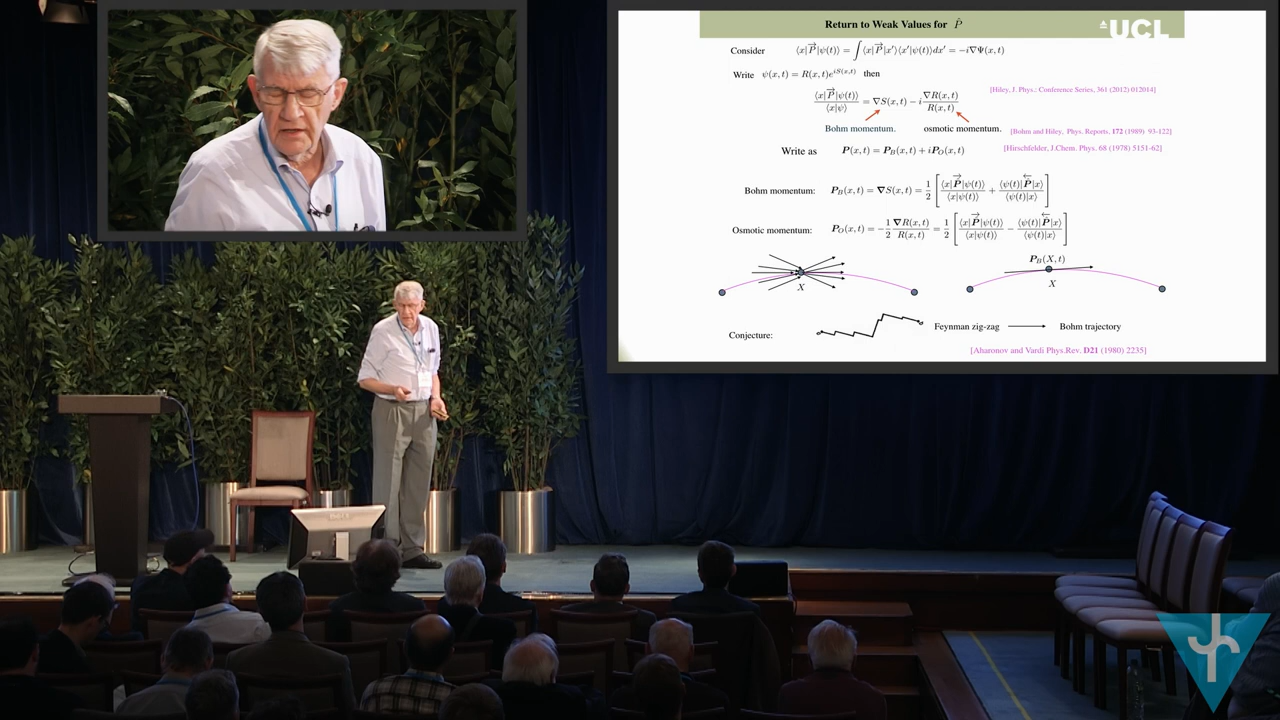 Return to Weak Values for P̂
UCL
Consider ⟨x|P⃗|ψ(t)⟩ = ∫⟨x|P⃗|x′⟩⟨x′|ψ(t)⟩dx′ = −i∇Ψ(x,t)
Write ψ(x,t) = R(x,t)e^{iS(x,t)} then
⟨x|P⃗|ψ(t)⟩/⟨x|ψ⟩ = ∇S(x,t) − i ∇R(x,t)/R(x,t)
[Hiley, J. Phys.: Conference Series, 361 (2012) 012014]
Bohm momentum. osmotic momentum.
[Bohm and Hiley, Phys. Reports, 172 (1989) 93-122]
Write as P(x,t) = P_B(x,t) + iP_O(x,t)
[Hirschfelder, J.Chem. Phys. 68 (1978) 5151-62]
Bohm momentum: P_B(x,t) = ∇S(x,t) = 1/2 [⟨x|P⃗|ψ(t)⟩/⟨x|ψ(t)⟩ + ⟨ψ(t)|P⃖|x⟩/⟨ψ(t)|x⟩]
Osmotic momentum: P_O(x,t) = −1/2 ∇R(x,t)/R(x,t) = 1/2 [⟨x|P⃗|ψ(t)⟩/⟨x|ψ(t)⟩ − ⟨ψ(t)|P⃖|x⟩/⟨ψ(t)|x⟩]
P_B(X,t)
X X
Conjecture: Feynman zig-zag → Bohm trajectory
[Aharonov and Vardi Phys.Rev. D21 (1980) 2235]